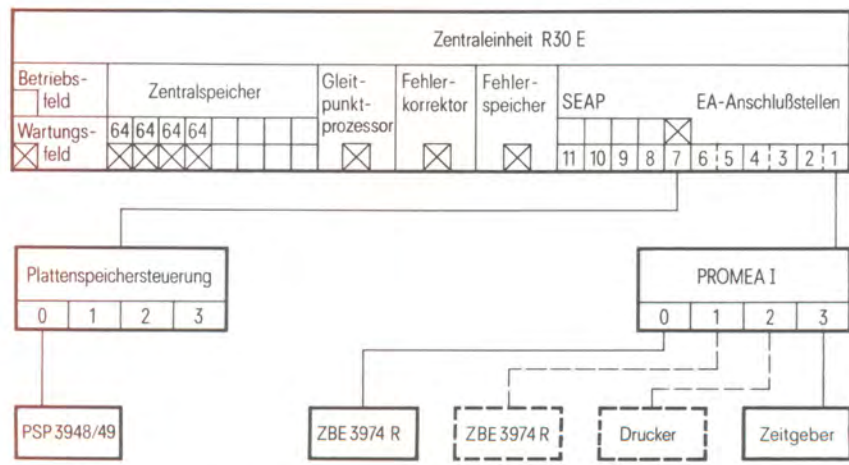 Zentraleinheit R30 E
Betriebs-
feld
Zentralspeicher
Gleit-
punkt-
prozessor
Fehler-
korrektor
Fehler-
speicher
SEAP
EA-Anschlußstellen
Wartungs-
feld
64 64 64 64
11 10 9 8 7 6 5 4 3 2 1
Plattenspeichersteuerung
0 1 2 3
PROMEA I
0 1 2 3
PSP 3948/49
ZBE 3974 R
ZBE 3974 R
Drucker
Zeitgeber